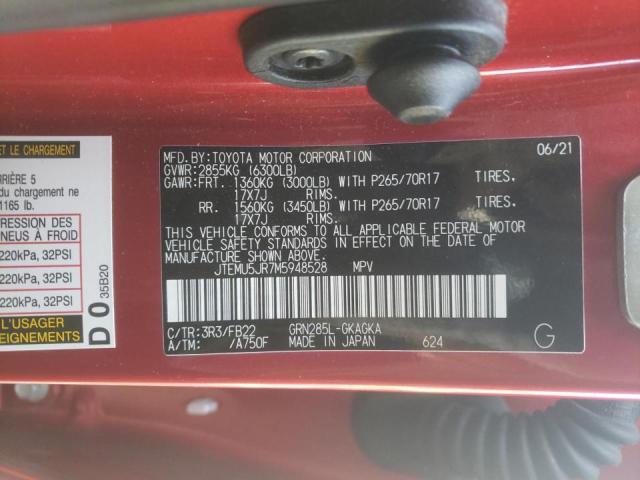 ET LE CHARGEMENT
RRIÈRE 5
du chargement ne
1165 lb.
RESSION DES
NEUS À FROID
220kPa, 32PSI
220kPa, 32PSI
220kPa, 32PSI
L'USAGER
EIGNEMENTS
D 0 35B20
MFD. BY: TOYOTA MOTOR CORPORATION 06/21
GVWR: 2855KG (6300LB)
GAWR: FRT. 1360KG (3000LB) WITH P265/70R17 TIRES.
17X7J RIMS.
RR. 1560KG (3450LB) WITH P265/70R17 TIRES.
17X7J RIMS.
THIS VEHICLE CONFORMS TO ALL APPLICABLE FEDERAL MOTOR
VEHICLE SAFETY STANDARDS IN EFFECT ON THE DATE OF
MANUFACTURE SHOWN ABOVE.
JTEMU5JR7M5948528 MPV
C/TR: 3R3/FB22 GRN285L-GKAGKA
A/TM: /A750F MADE IN JAPAN 624 G